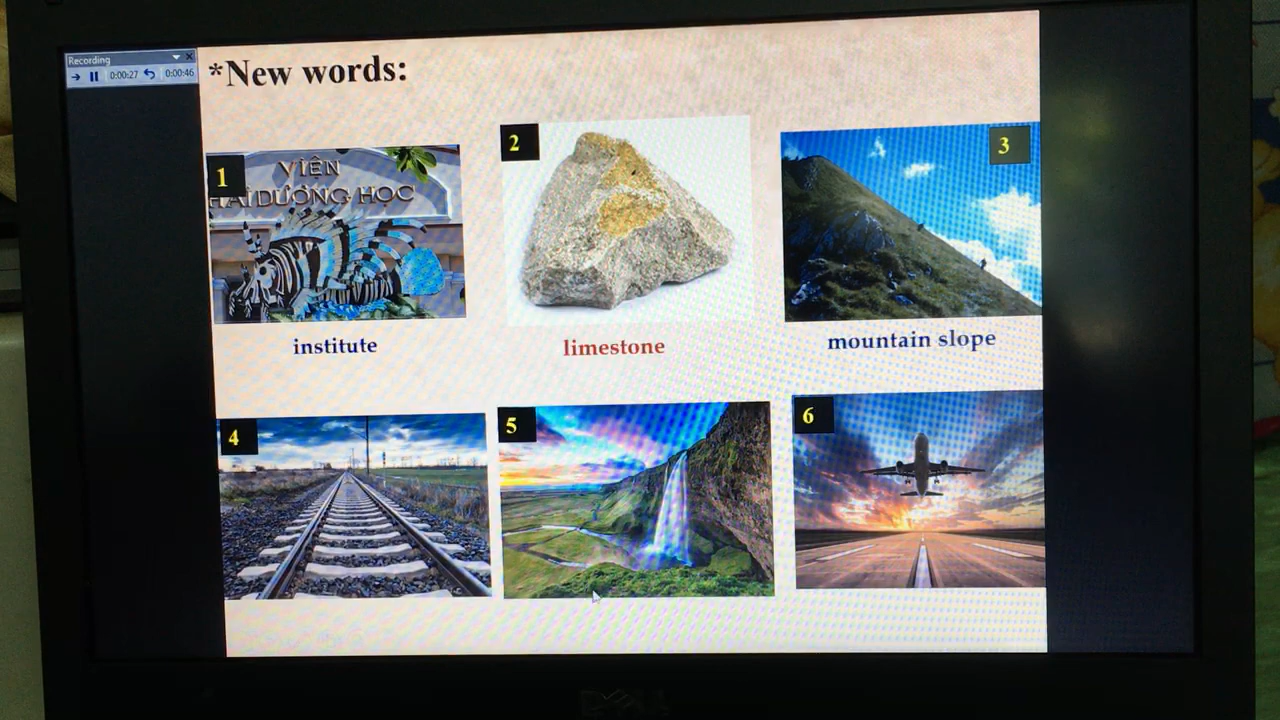 Recording
0:00:27 0:00:46
*New words:
1
VIỆN
HẢI DƯƠNG HỌC
2
3
institute
limestone
mountain slope
4
5
6
DELL